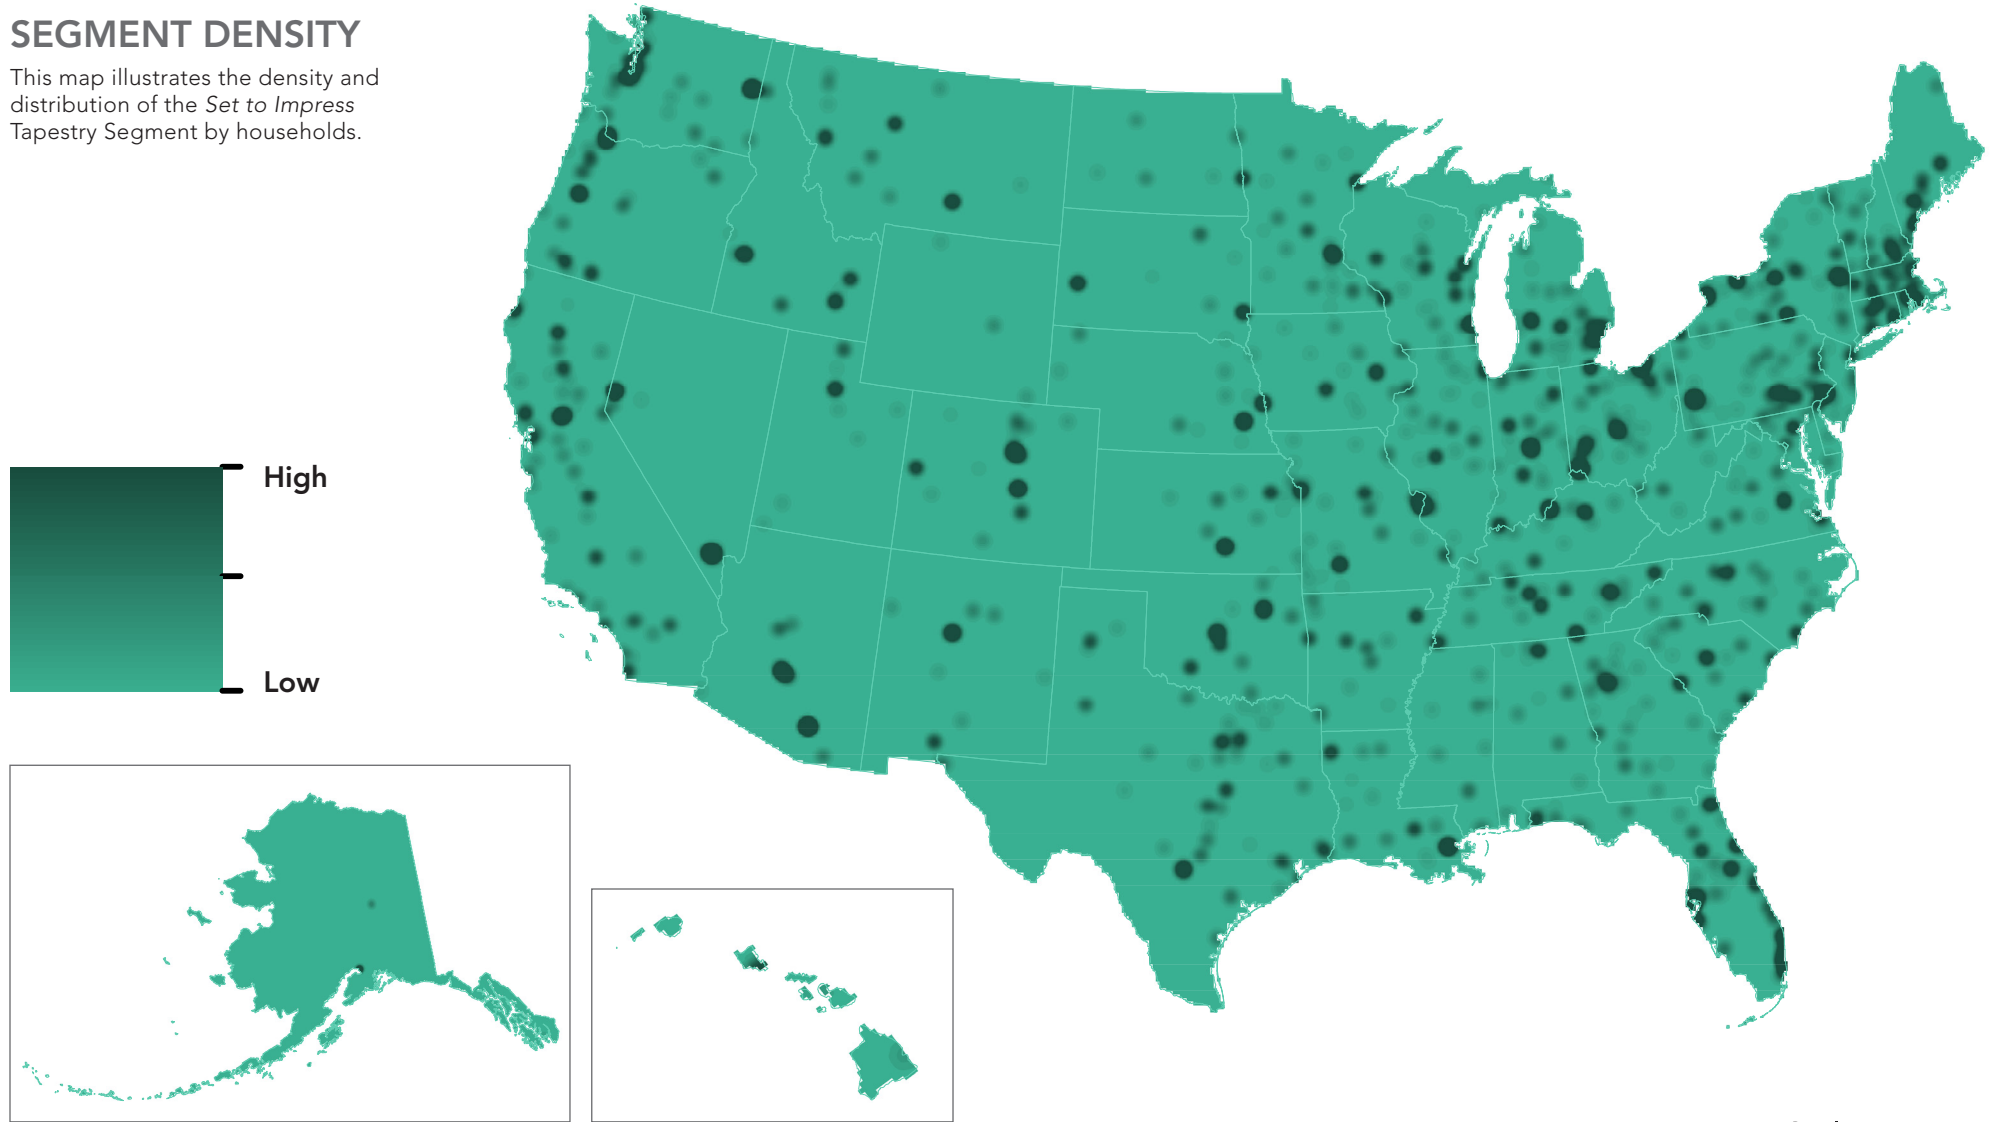 SEGMENT DENSITY
This map illustrates the density and
distribution of the Set to Impress
Tapestry Segment by households.
High
Low